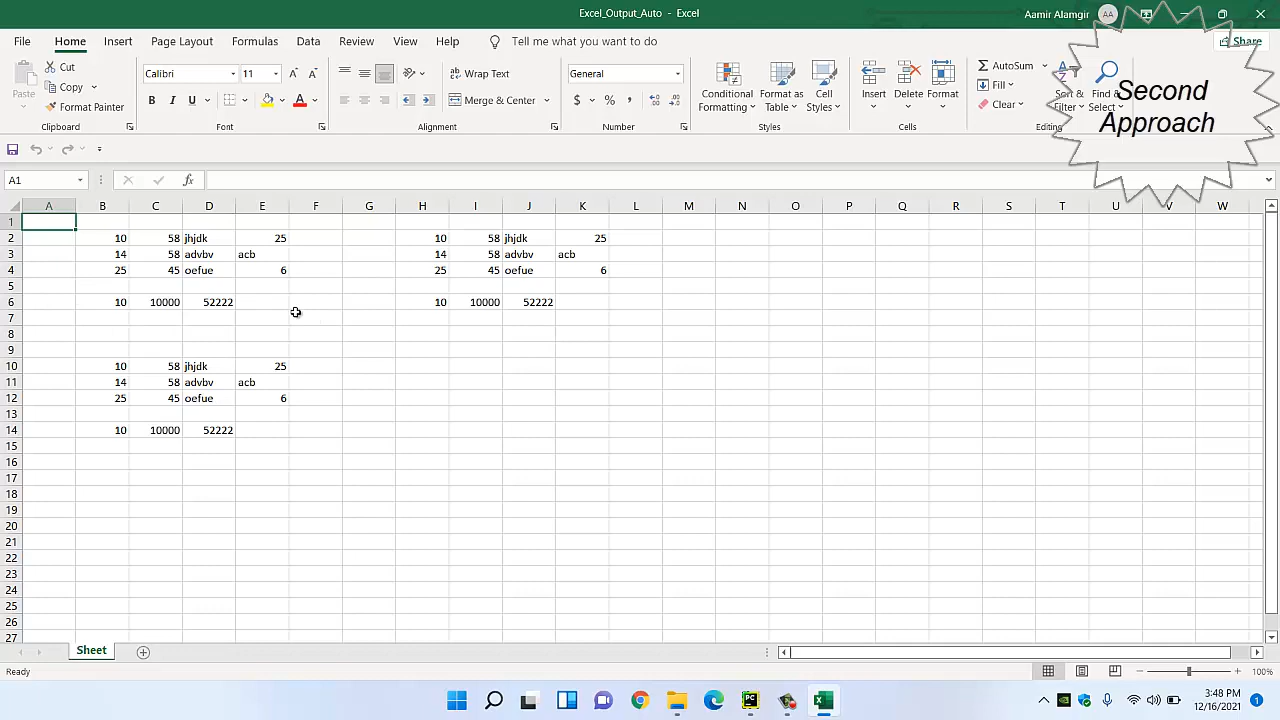 Excel_Output_Auto - Excel
Aamir Alamgir AA
File Home Insert Page Layout Formulas Data Review View Help Tell me what you want to do Share
Second
Approach
Paste Cut
Copy
Format Painter
Calibri 11
B I U
Wrap Text
Merge & Center
General
$ % ,
Conditional Formatting
Format as Table
Cell Styles
Insert Delete Format
AutoSum
Fill
Clear
Sort & Filter
Find & Select
Clipboard Font Alignment Number Styles Cells Editing
A1 fx
A B C D E F G H I J K L M N O P Q R S T U V W
1
2 10 58 jhjdk 25 10 58 jhjdk 25
3 14 58 advbv acb 14 58 advbv acb
4 25 45 oefue 6 25 45 oefue 6
5
6 10 10000 52222 10 10000 52222
7
8
9
10 10 58 jhjdk 25
11 14 58 advbv acb
12 25 45 oefue 6
13
14 10 10000 52222
15
16
17
18
19
20
21
22
23
24
25
26
27
Sheet
Ready 100%
PC
3:48 PM
12/16/2021 1